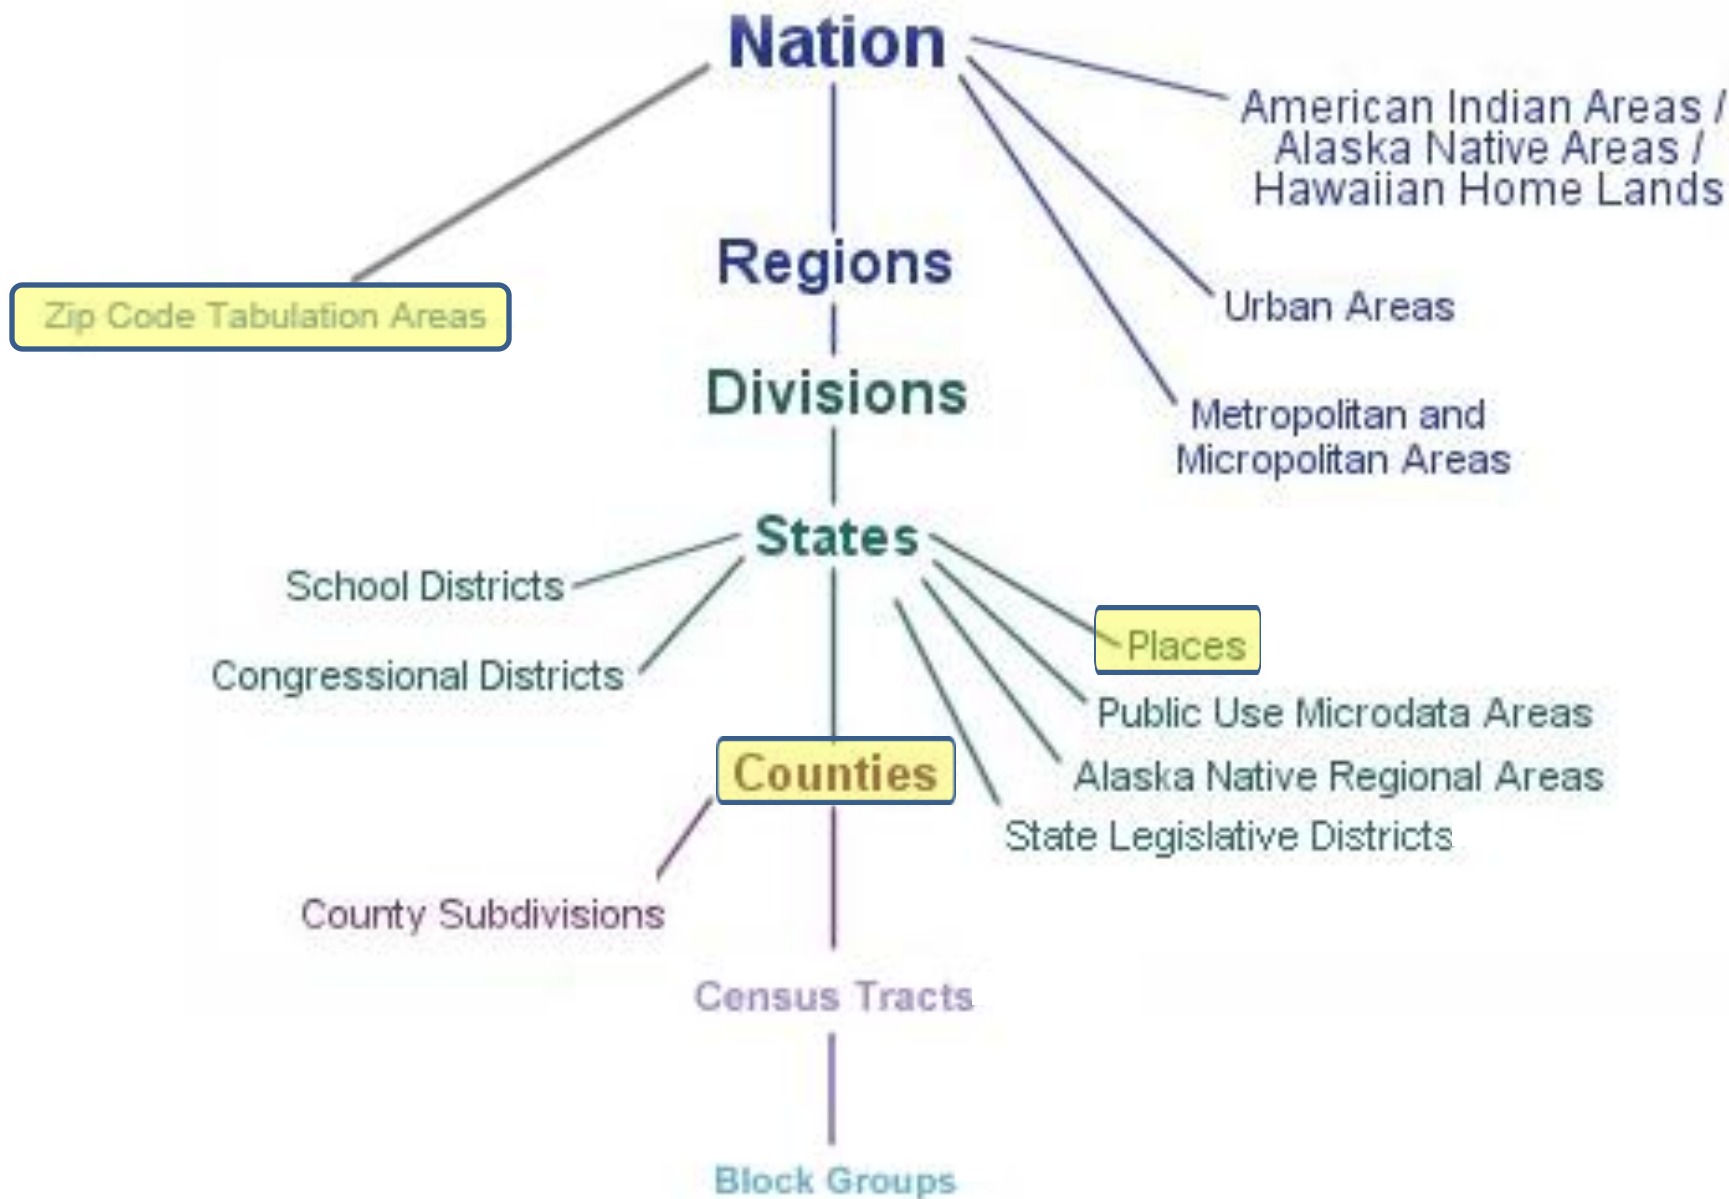 Nation
American Indian Areas /
Alaska Native Areas /
Hawaiian Home Lands
Regions
Zip Code Tabulation Areas
Urban Areas
Divisions
Metropolitan and
Micropolitan Areas
States
School Districts
Places
Congressional Districts
Public Use Microdata Areas
Counties
Alaska Native Regional Areas
State Legislative Districts
County Subdivisions
Census Tracts
Block Groups